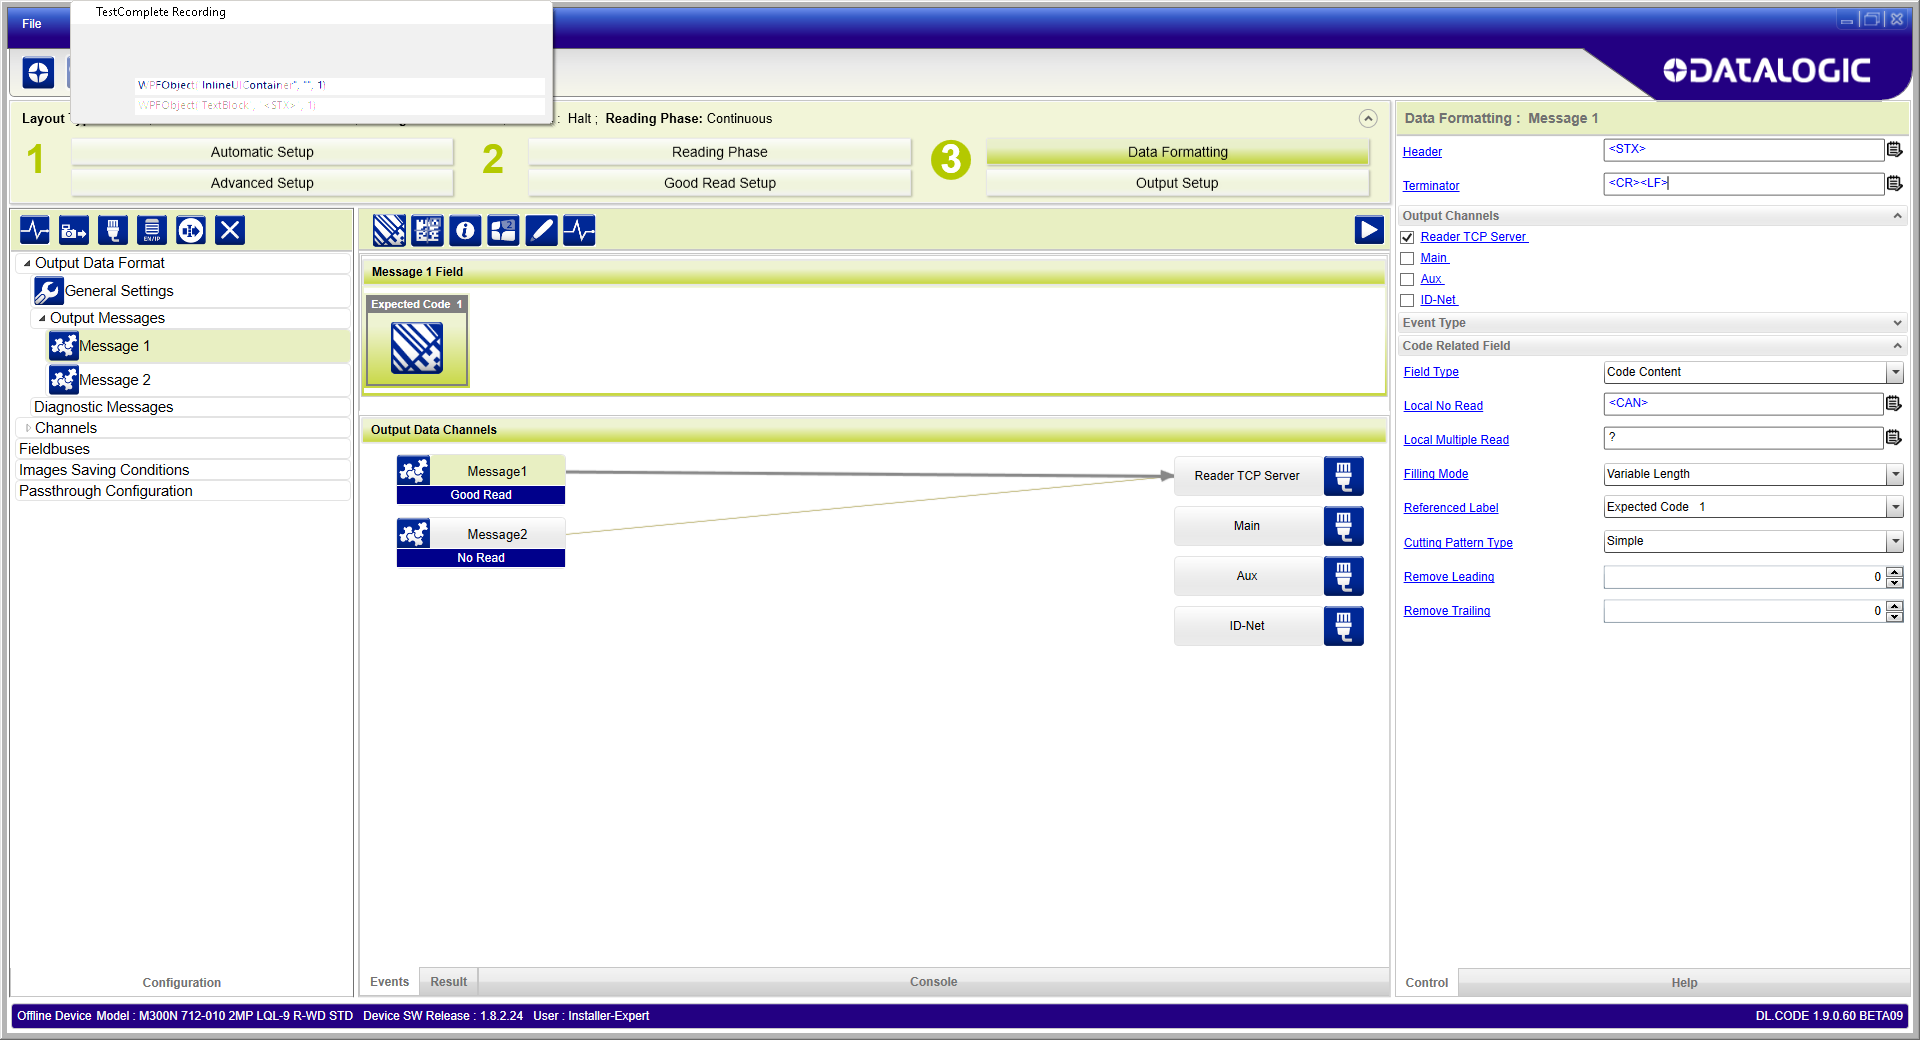 TestComplete Recording
File
WPFObject( InlineUIContainer", "", 1)
WPFObject( TextBlock , <STX> , 1)
DATALOGIC
Layout
: Halt ; Reading Phase: Continuous
1
Automatic Setup
Advanced Setup
2
Reading Phase
Good Read Setup
3
Data Formatting
Output Setup
EN/IP
Output Data Format
General Settings
Output Messages
Message 1
Message 2
Diagnostic Messages
Channels
Fieldbuses
Images Saving Conditions
Passthrough Configuration
Configuration
Message 1 Field
Expected Code 1
Output Data Channels
Message1
Good Read
Message2
No Read
Reader TCP Server
Main
Aux
ID-Net
Events
Result
Console
Data Formatting : Message 1
Header
<STX>
Terminator
<CR><LF>
Output Channels
Reader TCP Server
Main
Aux
ID-Net
Event Type
Code Related Field
Field Type
Code Content
Local No Read
<CAN>
Local Multiple Read
?
Filling Mode
Variable Length
Referenced Label
Expected Code 1
Cutting Pattern Type
Simple
Remove Leading
0
Remove Trailing
0
Control
Help
Offline Device Model : M300N 712-010 2MP LQL-9 R-WD STD Device SW Release : 1.8.2.24 User : Installer-Expert
DL.CODE 1.9.0.60 BETA09